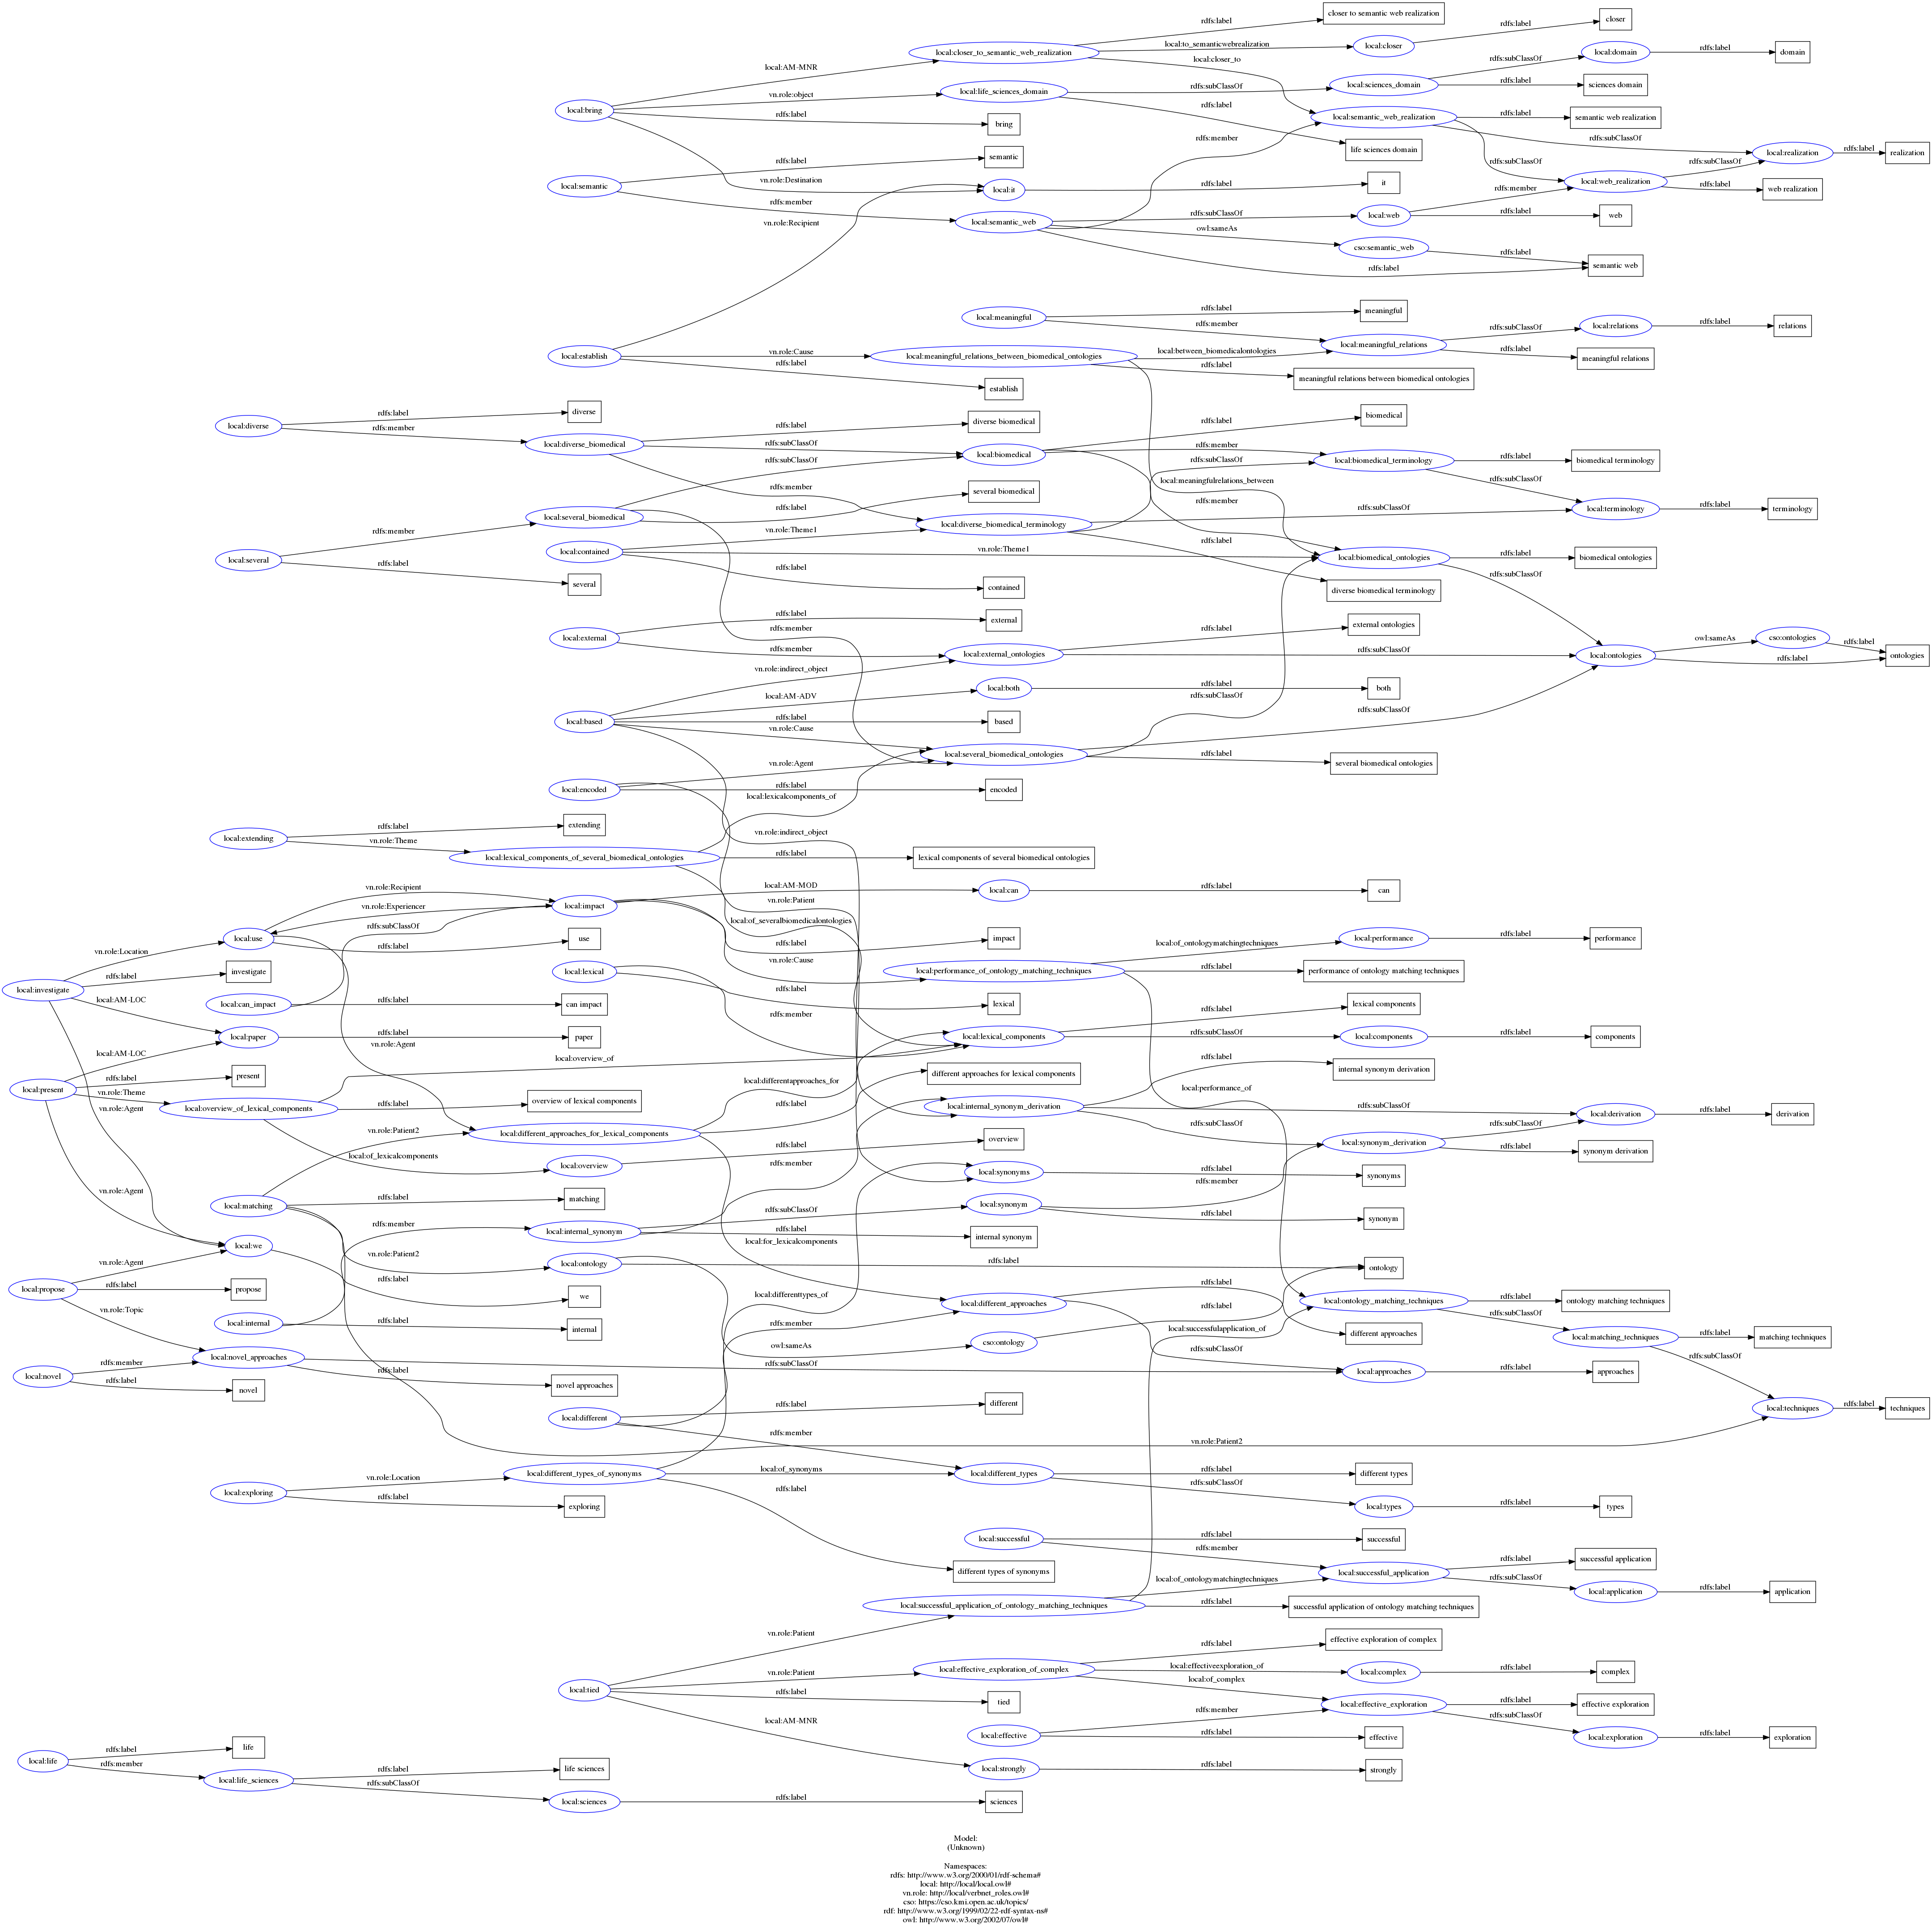 rdfs:label
closer to semantic web realization
closer
rdfs:label
local:closer_to_semantic_web_realization
local:to_semanticwebrealization
local:closer
local:domain
rdfs:label
domain
local:AM-MNR
local:closer_to
rdfs:subClassOf
local:bring
vn.role:object
local:life_sciences_domain
rdfs:subClassOf
local:sciences_domain
rdfs:label
sciences domain
rdfs:label
bring
rdfs:label
local:semantic_web_realization
rdfs:label
semantic web realization
rdfs:member
life sciences domain
rdfs:subClassOf
local:realization
rdfs:label
realization
rdfs:label
semantic
local:semantic
vn.role:Destination
local:it
rdfs:label
it
rdfs:subClassOf
local:web_realization
rdfs:subClassOf
rdfs:label
web realization
rdfs:member
rdfs:member
local:semantic_web
rdfs:subClassOf
local:web
rdfs:label
web
vn.role:Recipient
owl:sameAs
cso:semantic_web
rdfs:label
semantic web
rdfs:label
local:meaningful
rdfs:label
meaningful
rdfs:member
local:meaningful_relations
rdfs:subClassOf
local:relations
rdfs:label
relations
rdfs:label
meaningful relations
local:establish
vn.role:Cause
local:meaningful_relations_between_biomedical_ontologies
local:between_biomedicalontologies
rdfs:label
meaningful relations between biomedical ontologies
rdfs:label
establish
local:diverse
rdfs:label
diverse
rdfs:member
local:diverse_biomedical
rdfs:label
diverse biomedical
rdfs:subClassOf
local:biomedical
rdfs:label
biomedical
rdfs:member
local:biomedical_terminology
rdfs:label
biomedical terminology
rdfs:subClassOf
rdfs:subClassOf
rdfs:subClassOf
local:meaningfulrelations_between
rdfs:member
rdfs:label
several biomedical
local:several_biomedical
rdfs:member
local:diverse_biomedical_terminology
rdfs:member
rdfs:subClassOf
local:terminology
rdfs:label
terminology
local:several
rdfs:label
several
local:contained
vn.role:Theme1
vn.role:Theme1
rdfs:label
local:biomedical_ontologies
rdfs:label
biomedical ontologies
rdfs:label
contained
diverse biomedical terminology
rdfs:subClassOf
local:external
rdfs:label
external
rdfs:member
local:external_ontologies
rdfs:label
external ontologies
rdfs:subClassOf
local:ontologies
owl:sameAs
cso:ontologies
rdfs:label
rdfs:label
ontologies
vn.role:indirect_object
local:based
local:AM-ADV
local:both
rdfs:label
both
rdfs:subClassOf
rdfs:label
based
vn.role:Cause
rdfs:subClassOf
local:several_biomedical_ontologies
rdfs:label
several biomedical ontologies
local:encoded
vn.role:Agent
rdfs:label
encoded
local:lexicalcomponents_of
local:extending
rdfs:label
extending
vn.role:Theme
local:lexical_components_of_several_biomedical_ontologies
vn.role:indirect_object
rdfs:label
lexical components of several biomedical ontologies
vn.role:Recipient
local:impact
local:AM-MOD
local:can
rdfs:label
can
vn.role:Patient
vn.role:Experiencer
rdfs:subClassOf
local:of_severalbiomedicalontologies
vn.role:Location
local:use
rdfs:label
use
rdfs:label
impact
vn.role:Cause
local:investigate
rdfs:label
investigate
local:lexical
local:performance_of_ontology_matching_techniques
local:of_ontologymatchingtechniques
local:performance
rdfs:label
performance
rdfs:label
performance of ontology matching techniques
local:AM-LOC
local:can_impact
rdfs:label
can impact
rdfs:label
lexical
rdfs:member
local:paper
rdfs:label
paper
vn.role:Agent
local:lexical_components
rdfs:label
lexical components
rdfs:subClassOf
local:components
rdfs:label
components
local:AM-LOC
local:overview_of
rdfs:label
internal synonym derivation
local:present
rdfs:label
present
vn.role:Theme
vn.role:Agent
local:differentapproaches_for
different approaches for lexical components
local:performance_of
local:overview_of_lexical_components
rdfs:label
overview of lexical components
rdfs:label
local:internal_synonym_derivation
rdfs:subClassOf
local:derivation
rdfs:label
derivation
vn.role:Patient2
local:different_approaches_for_lexical_components
rdfs:subClassOf
local:synonym_derivation
rdfs:subClassOf
rdfs:label
synonym derivation
local:of_lexicalcomponents
local:overview
rdfs:label
overview
rdfs:member
local:synonyms
rdfs:label
synonyms
rdfs:member
vn.role:Agent
local:matching
rdfs:label
matching
rdfs:subClassOf
local:synonym
rdfs:label
synonym
rdfs:member
local:internal_synonym
rdfs:label
internal synonym
local:we
vn.role:Agent
vn.role:Patient2
local:for_lexicalcomponents
local:ontology
rdfs:label
ontology
local:propose
rdfs:label
propose
rdfs:label
we
local:differenttypes_of
rdfs:label
rdfs:label
vn.role:Topic
local:internal
rdfs:label
internal
rdfs:member
local:different_approaches
local:successfulapplication_of
local:ontology_matching_techniques
rdfs:label
ontology matching techniques
owl:sameAs
cso:ontology
different approaches
rdfs:subClassOf
local:matching_techniques
rdfs:label
matching techniques
local:novel
rdfs:member
local:novel_approaches
rdfs:subClassOf
rdfs:label
novel approaches
rdfs:subClassOf
local:approaches
rdfs:label
approaches
rdfs:subClassOf
rdfs:label
novel
local:different
rdfs:label
different
local:techniques
rdfs:label
techniques
rdfs:member
vn.role:Patient2
local:exploring
vn.role:Location
local:different_types_of_synonyms
local:of_synonyms
local:different_types
rdfs:label
different types
rdfs:subClassOf
local:types
rdfs:label
types
rdfs:label
exploring
rdfs:label
local:successful
rdfs:label
successful
rdfs:member
different types of synonyms
local:successful_application
rdfs:label
successful application
local:of_ontologymatchingtechniques
rdfs:subClassOf
local:application
rdfs:label
application
local:successful_application_of_ontology_matching_techniques
rdfs:label
successful application of ontology matching techniques
vn.role:Patient
rdfs:label
effective exploration of complex
local:tied
vn.role:Patient
local:effective_exploration_of_complex
local:effectiveexploration_of
local:complex
rdfs:label
complex
local:of_complex
rdfs:label
tied
rdfs:member
local:effective_exploration
rdfs:label
effective exploration
local:AM-MNR
local:effective
rdfs:label
effective
rdfs:subClassOf
local:exploration
rdfs:label
exploration
local:life
rdfs:label
life
rdfs:member
local:life_sciences
rdfs:label
life sciences
local:strongly
rdfs:label
strongly
rdfs:subClassOf
local:sciences
rdfs:label
sciences
Model:
(Unknown)
Namespaces:
rdfs: http://www.w3.org/2000/01/rdf-schema#
local: http://local/local.owl#
vn.role: http://local/verbnet_roles.owl#
cso: https://cso.kmi.open.ac.uk/topics/
rdf: http://www.w3.org/1999/02/22-rdf-syntax-ns#
owl: http://www.w3.org/2002/07/owl#